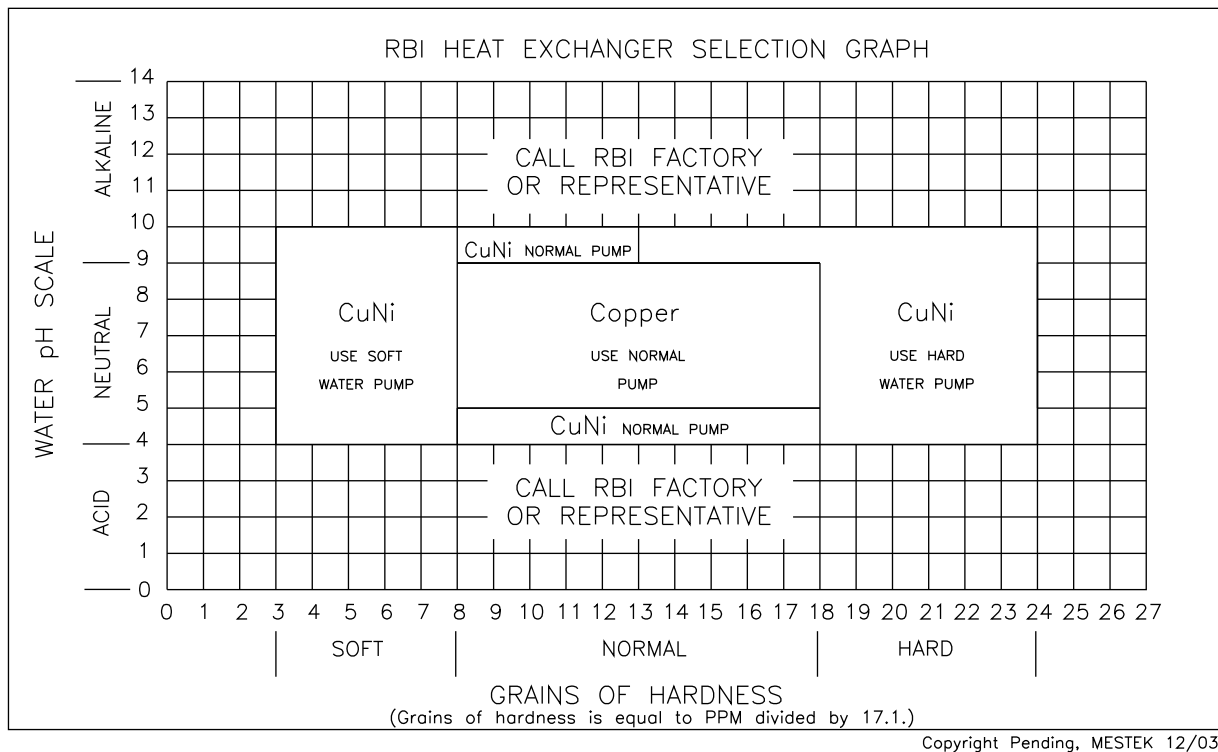 RBI HEAT EXCHANGER SELECTION GRAPH
WATER pH SCALE
ALKALINE
NEUTRAL
ACID
14
13
12
11
10
9
8
7
6
5
4
3
2
1
0
CALL RBI FACTORY
OR REPRESENTATIVE
CuNi NORMAL PUMP
CuNi
USE SOFT
WATER PUMP
Copper
USE NORMAL
PUMP
CuNi
USE HARD
WATER PUMP
CuNi NORMAL PUMP
CALL RBI FACTORY
OR REPRESENTATIVE
0 1 2 3 4 5 6 7 8 9 10 11 12 13 14 15 16 17 18 19 20 21 22 23 24 25 26 27
SOFT NORMAL HARD
GRAINS OF HARDNESS
(Grains of hardness is equal to PPM divided by 17.1.)
Copyright Pending, MESTEK 12/03